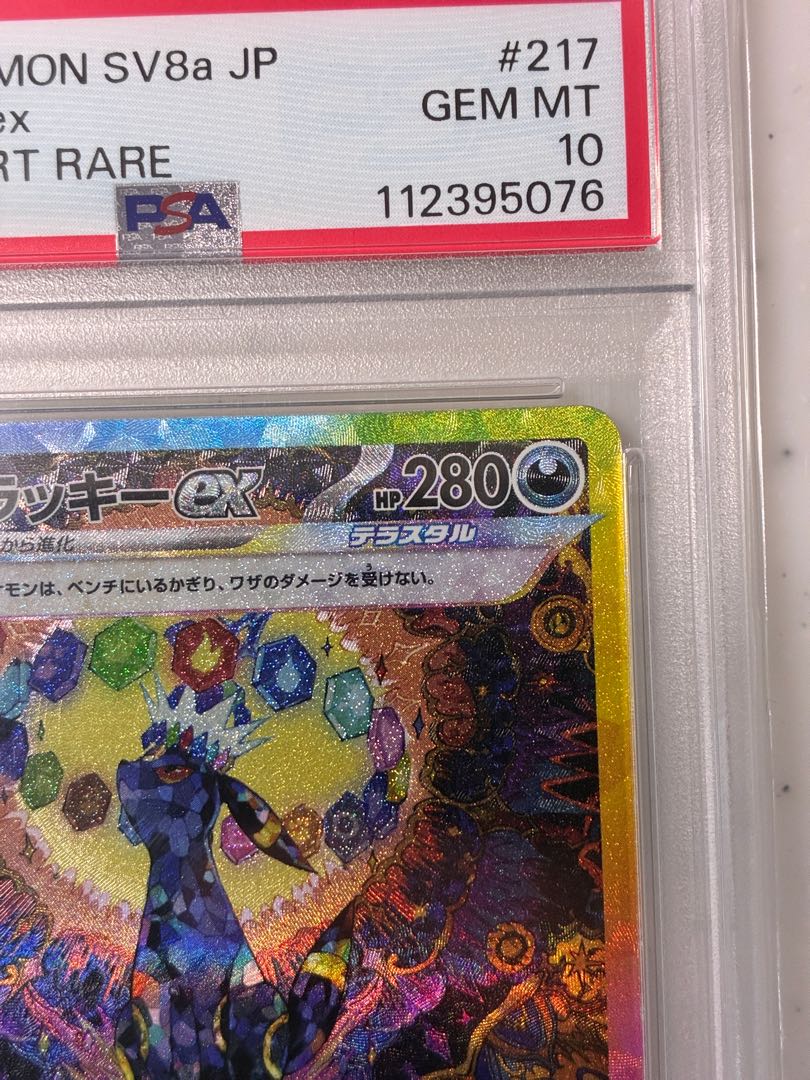 MON SV8a JP
#217
ex
GEM MT
RT RARE
10
PSA
112395076
ラッキーex
HP280
から進化
テラスタル
モンは、ベンチにいるかぎり、ワザのダメージを受けない。